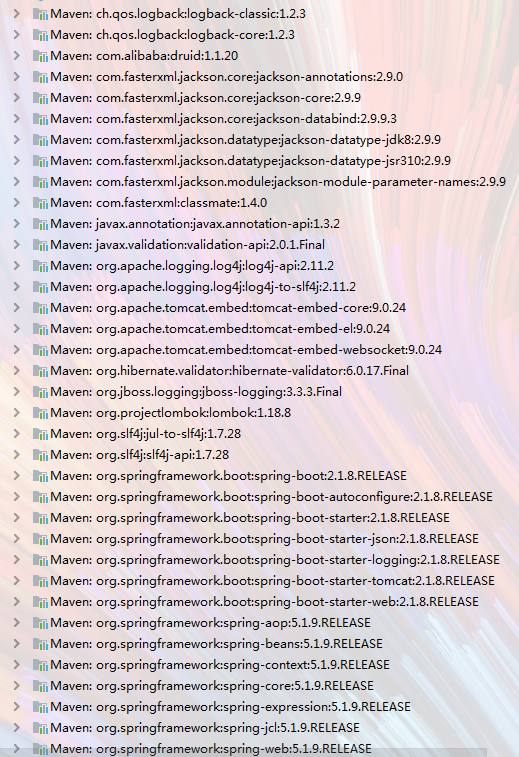 Maven: ch.qos.logback:logback-classic:1.2.3
Maven: ch.qos.logback:logback-core:1.2.3
Maven: com.alibaba:druid:1.1.20
Maven: com.fasterxml.jackson.core:jackson-annotations:2.9.0
Maven: com.fasterxml.jackson.core:jackson-core:2.9.9
Maven: com.fasterxml.jackson.core:jackson-databind:2.9.9.3
Maven: com.fasterxml.jackson.datatype:jackson-datatype-jdk8:2.9.9
Maven: com.fasterxml.jackson.datatype:jackson-datatype-jsr310:2.9.9
Maven: com.fasterxml.jackson.module:jackson-module-parameter-names:2.9.9
Maven: com.fasterxml:classmate:1.4.0
Maven: javax.annotation:javax.annotation-api:1.3.2
Maven: javax.validation:validation-api:2.0.1.Final
Maven: org.apache.logging.log4j:log4j-api:2.11.2
Maven: org.apache.logging.log4j:log4j-to-slf4j:2.11.2
Maven: org.apache.tomcat.embed:tomcat-embed-core:9.0.24
Maven: org.apache.tomcat.embed:tomcat-embed-el:9.0.24
Maven: org.apache.tomcat.embed:tomcat-embed-websocket:9.0.24
Maven: org.hibernate.validator:hibernate-validator:6.0.17.Final
Maven: org.jboss.logging:jboss-logging:3.3.3.Final
Maven: org.projectlombok:lombok:1.18.8
Maven: org.slf4j:jul-to-slf4j:1.7.28
Maven: org.slf4j:slf4j-api:1.7.28
Maven: org.springframework.boot:spring-boot:2.1.8.RELEASE
Maven: org.springframework.boot:spring-boot-autoconfigure:2.1.8.RELEASE
Maven: org.springframework.boot:spring-boot-starter:2.1.8.RELEASE
Maven: org.springframework.boot:spring-boot-starter-json:2.1.8.RELEASE
Maven: org.springframework.boot:spring-boot-starter-logging:2.1.8.RELEASE
Maven: org.springframework.boot:spring-boot-starter-tomcat:2.1.8.RELEASE
Maven: org.springframework.boot:spring-boot-starter-web:2.1.8.RELEASE
Maven: org.springframework:spring-aop:5.1.9.RELEASE
Maven: org.springframework:spring-beans:5.1.9.RELEASE
Maven: org.springframework:spring-context:5.1.9.RELEASE
Maven: org.springframework:spring-core:5.1.9.RELEASE
Maven: org.springframework:spring-expression:5.1.9.RELEASE
Maven: org.springframework:spring-jcl:5.1.9.RELEASE
Maven: org.springframework:spring-web:5.1.9.RELEASE